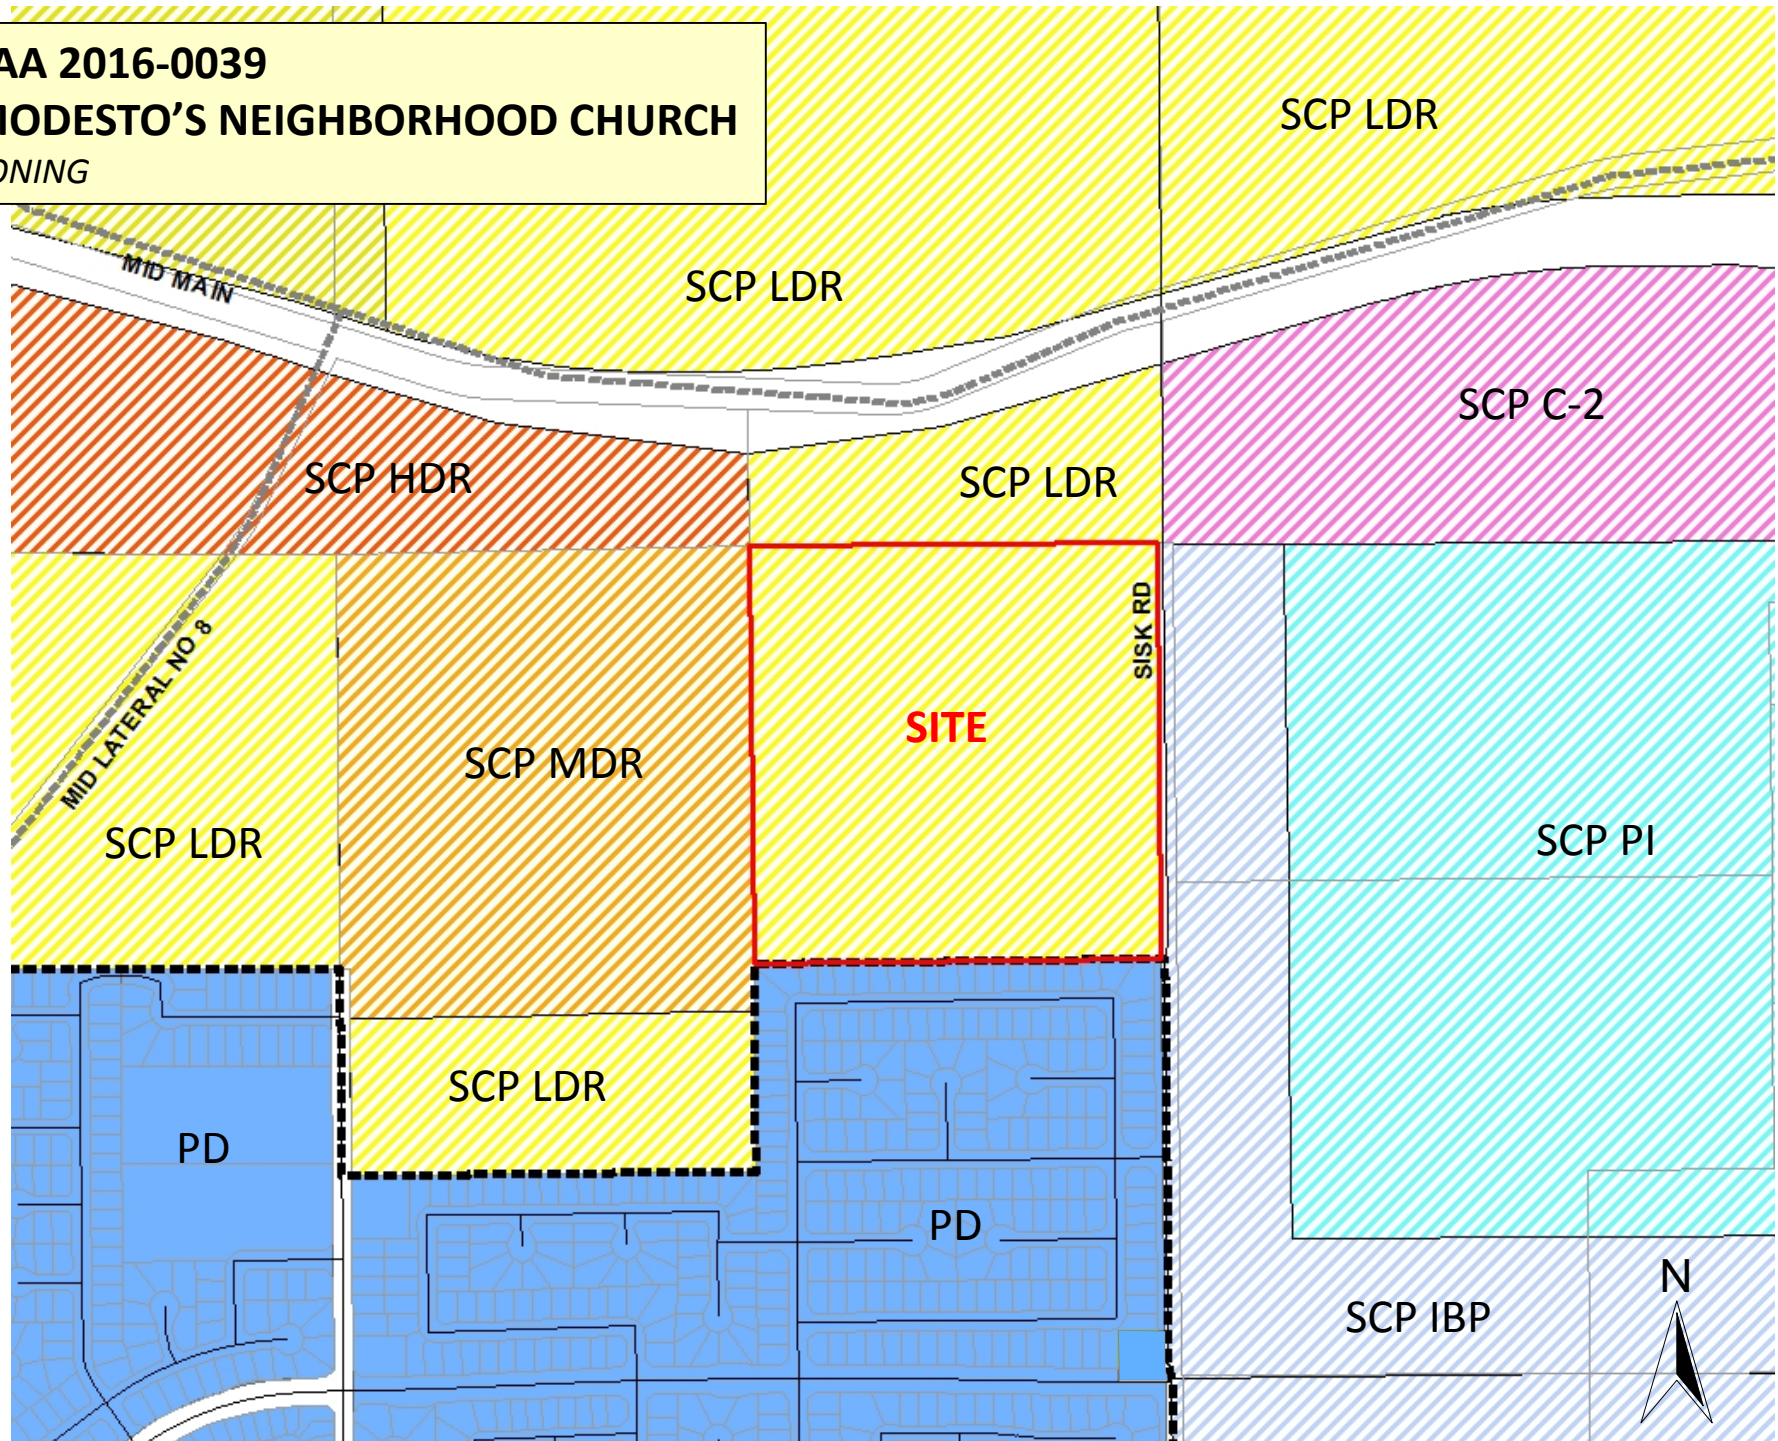 AA 2016-0039
MODESTO'S NEIGHBORHOOD CHURCH
ONING
SCP LDR
MID MAIN
SCP LDR
SCP C-2
SCP HDR
SCP LDR
SISK RD
MID LATERAL NO 8
SITE
SCP MDR
SCP LDR
SCP PI
SCP LDR
PD
PD
N
SCP IBP